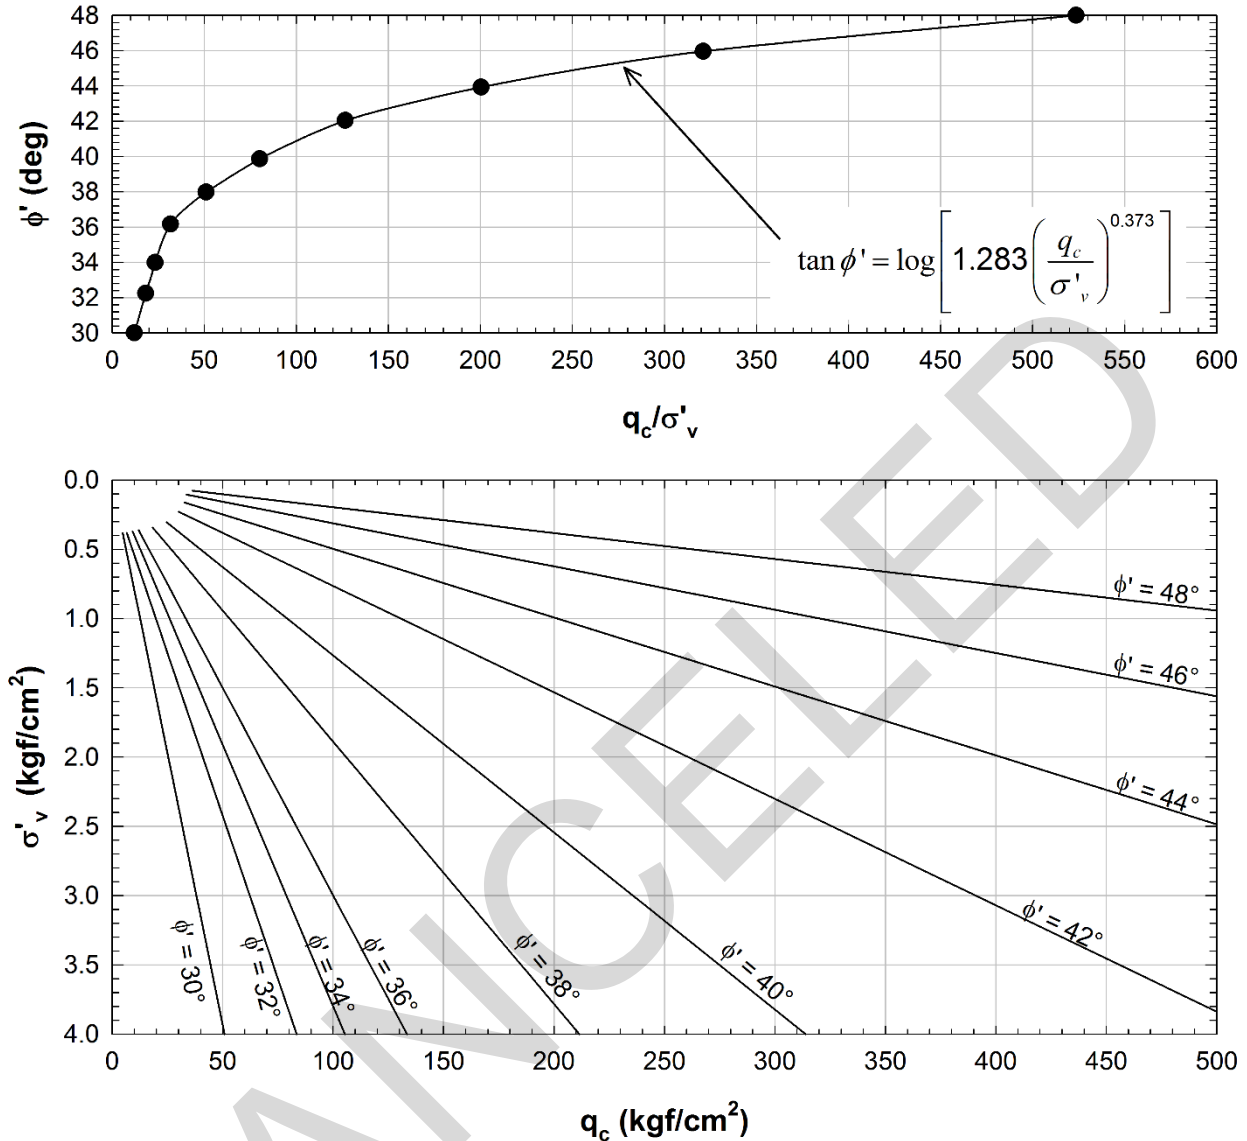 48
46
44
42
40
38
36
34
32
30
ϕ' (deg)
tan ϕ' = log[1.283(q_c/σ'_v)^0.373]
0 50 100 150 200 250 300 350 400 450 500 550 600
q_c/σ'_v
0.0
0.5
1.0
1.5
2.0
2.5
3.0
3.5
4.0
σ'_v (kgf/cm²)
ϕ' = 48°
ϕ' = 46°
ϕ' = 44°
ϕ' = 42°
ϕ' = 40°
ϕ' = 38°
ϕ' = 36°
ϕ' = 34°
ϕ' = 32°
ϕ' = 30°
0 50 100 150 200 250 300 350 400 450 500
q_c (kgf/cm²)
ANCELED